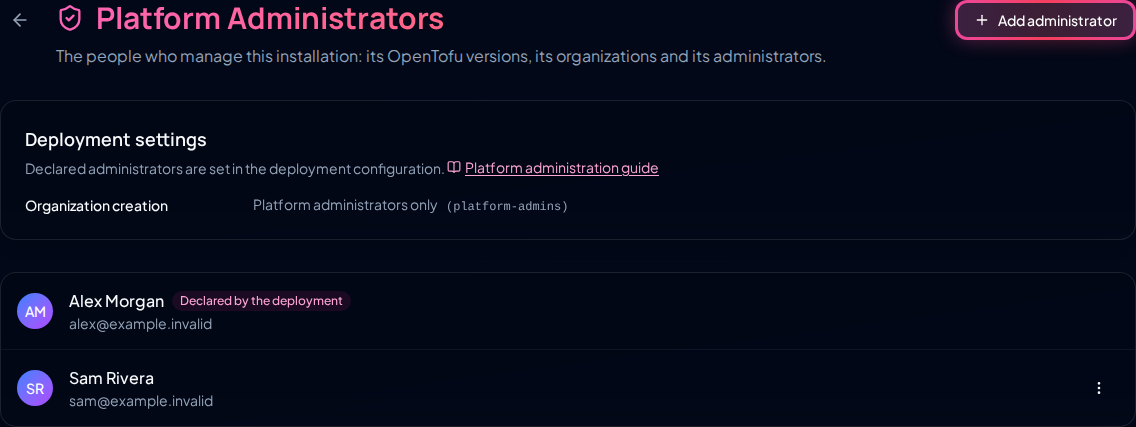 Platform Administrators
+ Add administrator
The people who manage this installation: its OpenTofu versions, its organizations and its administrators.
Deployment settings
Declared administrators are set in the deployment configuration. Platform administration guide
Organization creation Platform administrators only (platform-admins)
AM Alex Morgan Declared by the deployment
alex@example.invalid
SR Sam Rivera
sam@example.invalid